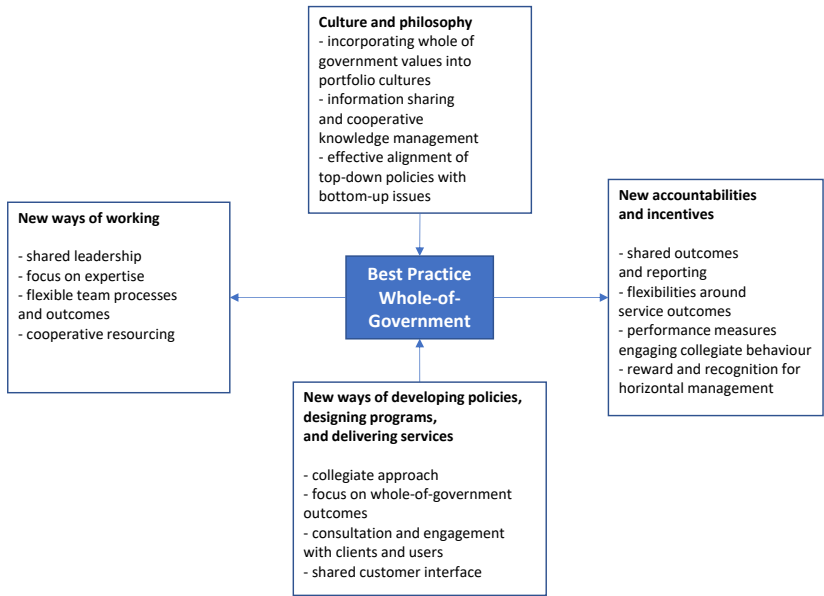 Culture and philosophy
- incorporating whole of
government values into
portfolio cultures
- information sharing
and cooperative
knowledge management
- effective alignment of
top-down policies with
bottom-up issues
New ways of working
- shared leadership
- focus on expertise
- flexible team processes
and outcomes
- cooperative resourcing
Best Practice
Whole-of-
Government
New accountabilities
and incentives
- shared outcomes
and reporting
- flexibilities around
service outcomes
- performance measures
engaging collegiate behaviour
- reward and recognition for
horizontal management
New ways of developing policies,
designing programs,
and delivering services
- collegiate approach
- focus on whole-of-government
outcomes
- consultation and engagement
with clients and users
- shared customer interface